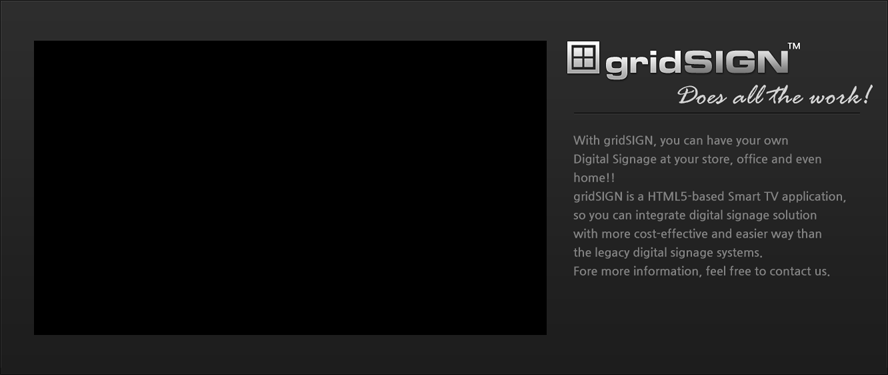 gridSIGN™
Does all the work!
With gridSIGN, you can have your own
Digital Signage at your store, office and even
home!!
gridSIGN is a HTML5-based Smart TV application,
so you can integrate digital signage solution
with more cost-effective and easier way than
the legacy digital signage systems.
Fore more information, feel free to contact us.